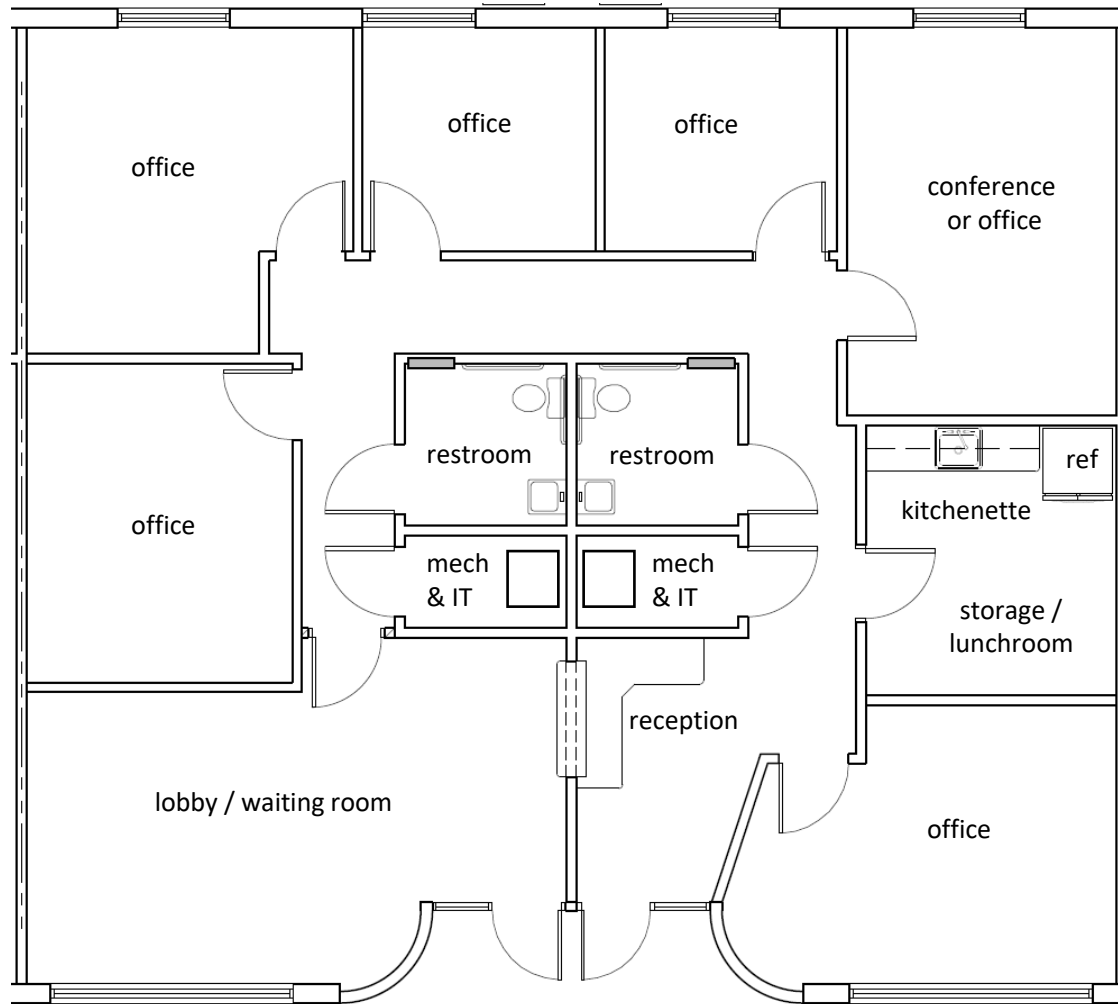 office
office
office
conference
or office
restroom
restroom
ref
kitchenette
office
mech
& IT
mech
& IT
storage /
lunchroom
reception
lobby / waiting room
office